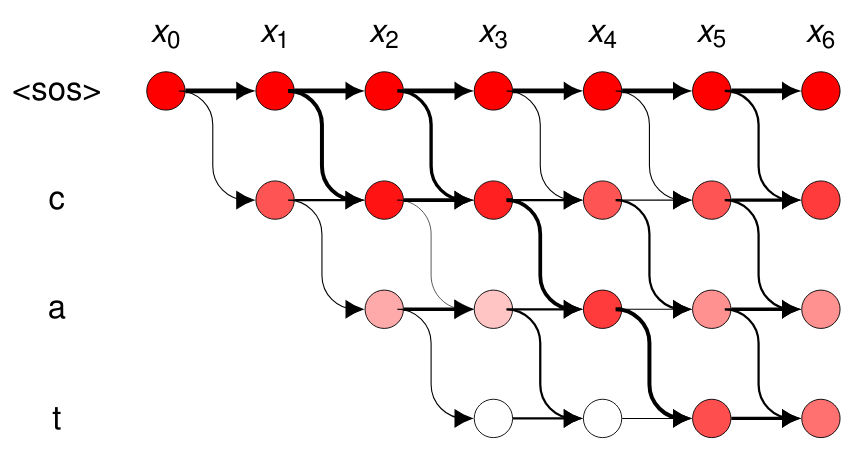 x₀ x₁ x₂ x₃ x₄ x₅ x₆
<sos>
c
a
t